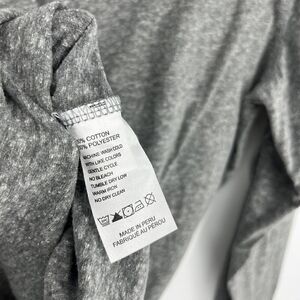 % COTTON
% POLYESTER
MACHINE WASH COLD
WITH LIKE COLORS
GENTLE CYCLE
NO BLEACH
TUMBLE DRY LOW
WARM IRON
NO DRY CLEAN
MADE IN PERU
FABRIQUÉ AU PEROU